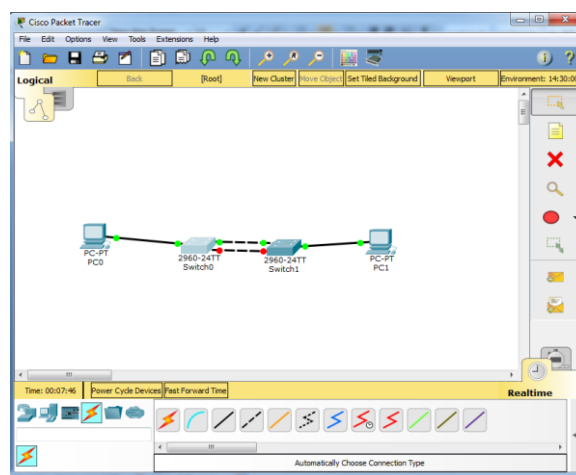 Cisco Packet Tracer
File Edit Options View Tools Extensions Help
Logical Back [Root] New Cluster Move Object Set Tiled Background Viewport Environment: 14:30:00
PC-PT
PC0
2960-24TT
Switch0
2960-24TT
Switch1
PC-PT
PC1
Time: 00:07:46 Power Cycle Devices Fast Forward Time Realtime
Automatically Choose Connection Type